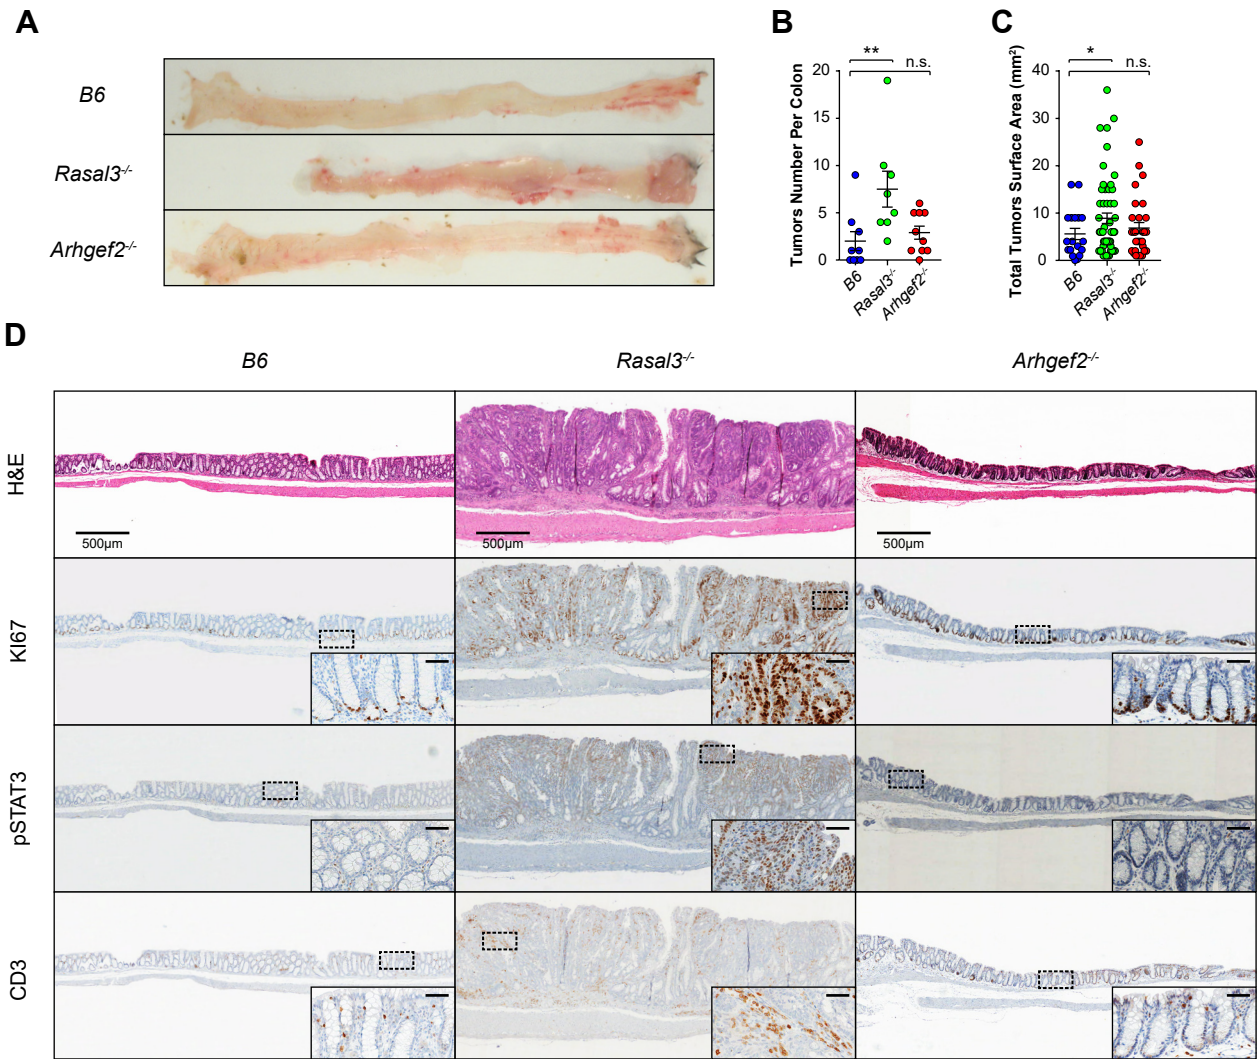 A
B6
Rasal3-/-
Arhgef2-/-
B
**
n.s.
Tumors Number Per Colon
20
15
10
5
0
B6
Rasal3-/-
Arhgef2-/-
C
*
n.s.
Total Tumors Surface Area (mm²)
40
30
20
10
0
B6
Rasal3-/-
Arhgef2-/-
D
B6 Rasal3-/- Arhgef2-/-
H&E
500µm 500µm 500µm
KI67
pSTAT3
CD3